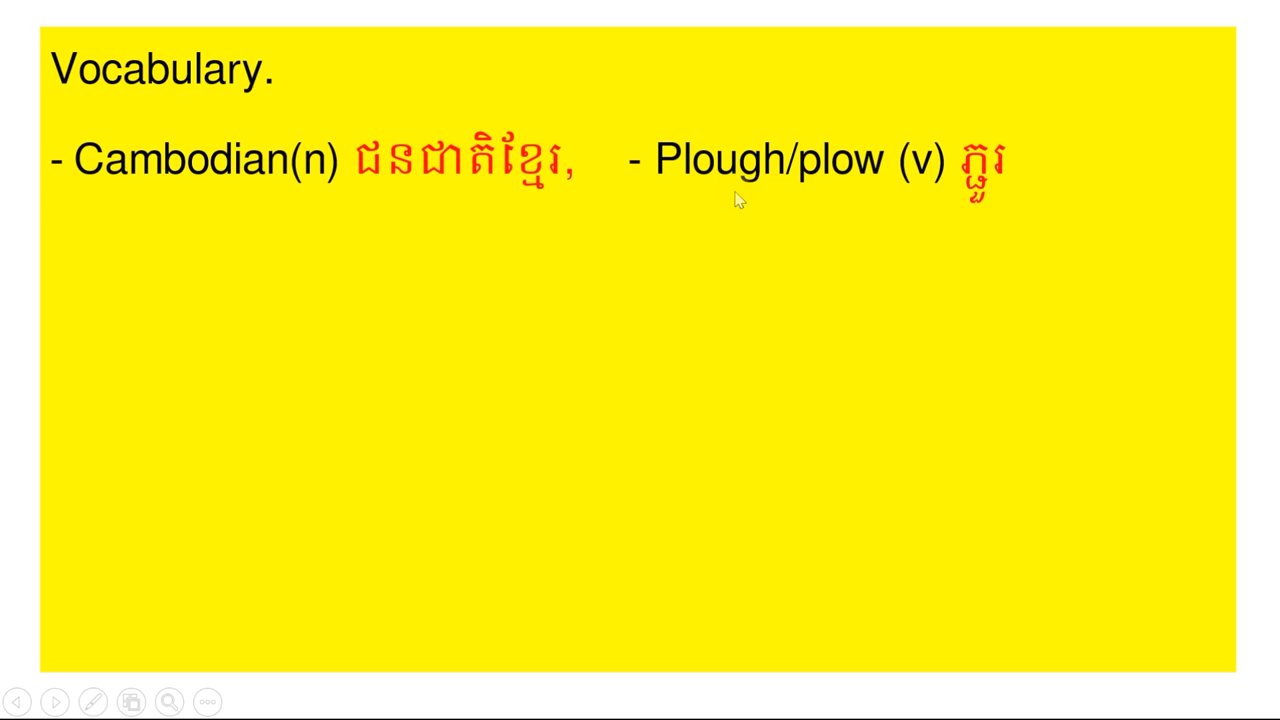 Vocabulary.
- Cambodian(n) ជនជាតិខ្មែរ, - Plough/plow (v) ភ្ជួរ